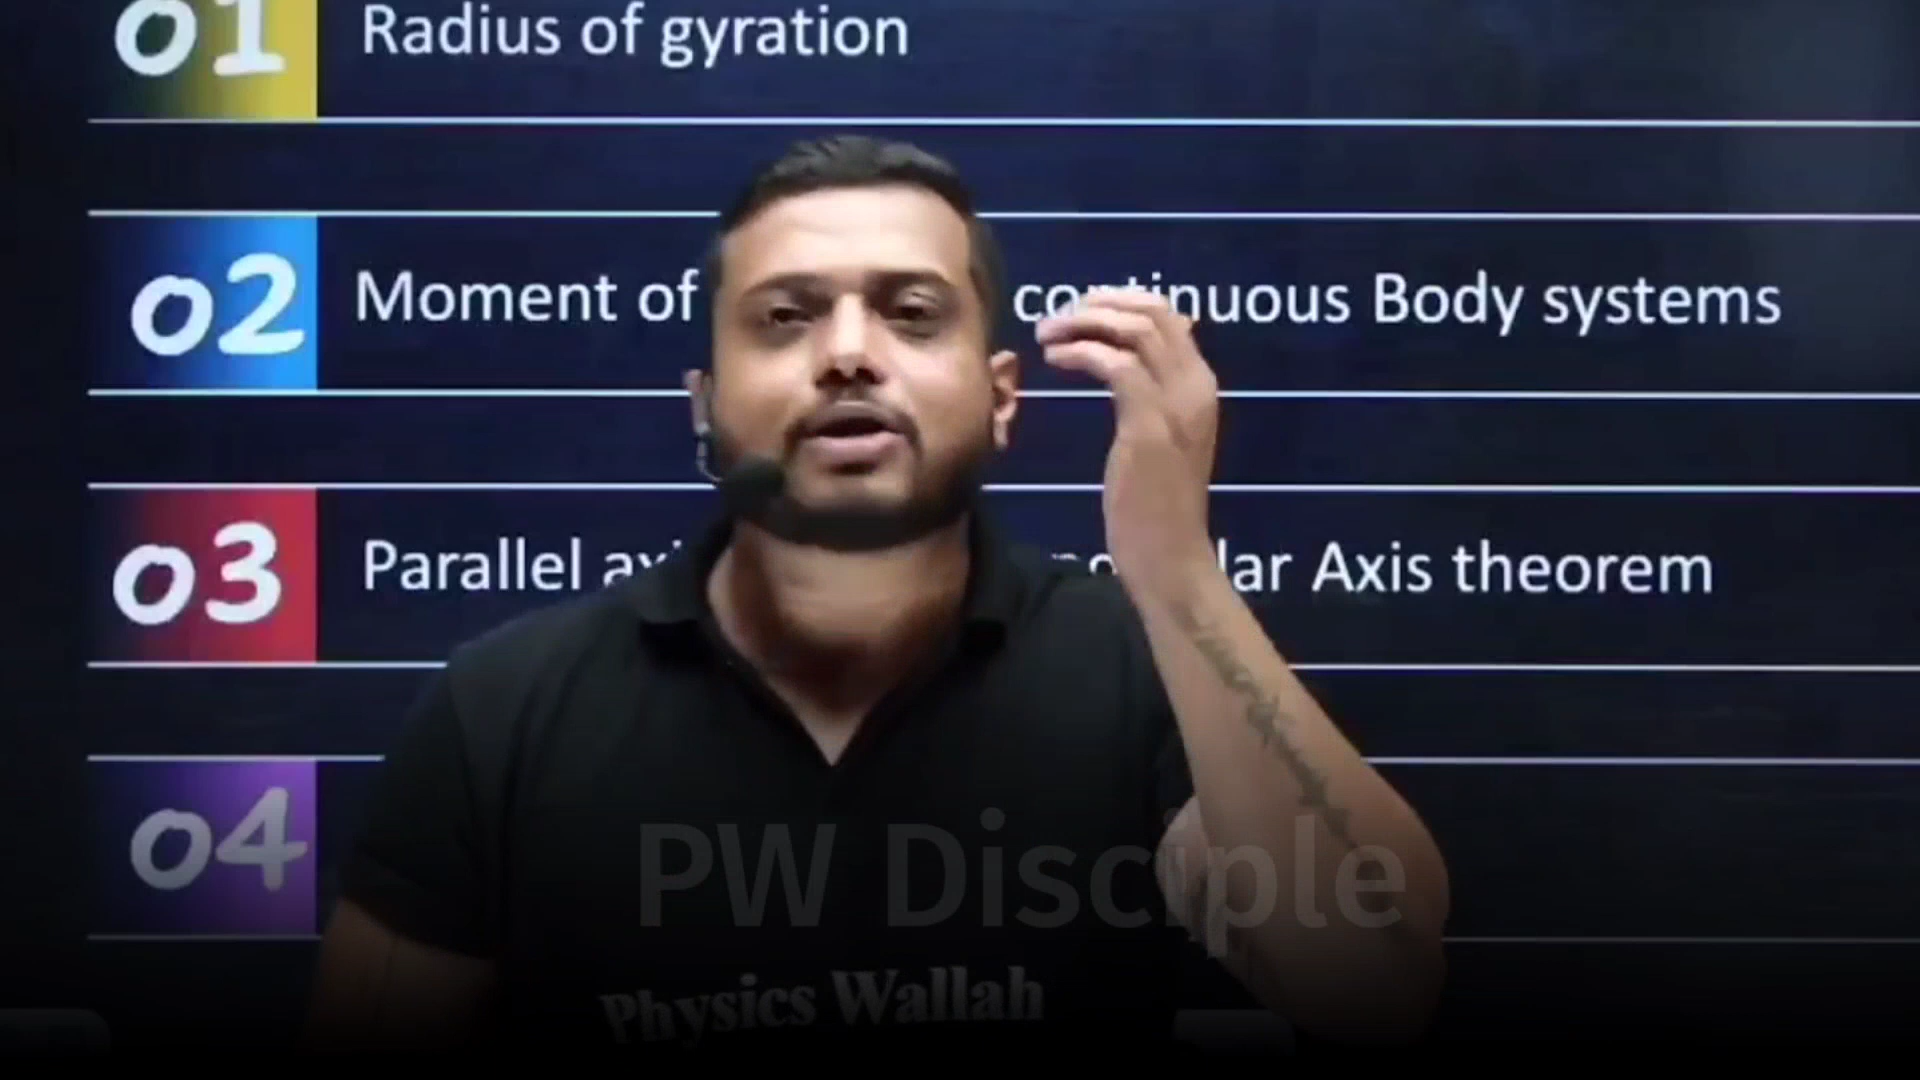 01 Radius of gyration
02 Moment of continuous Body systems
03 Parallel Axis theorem
04
PW Disciple
Physics Wallah